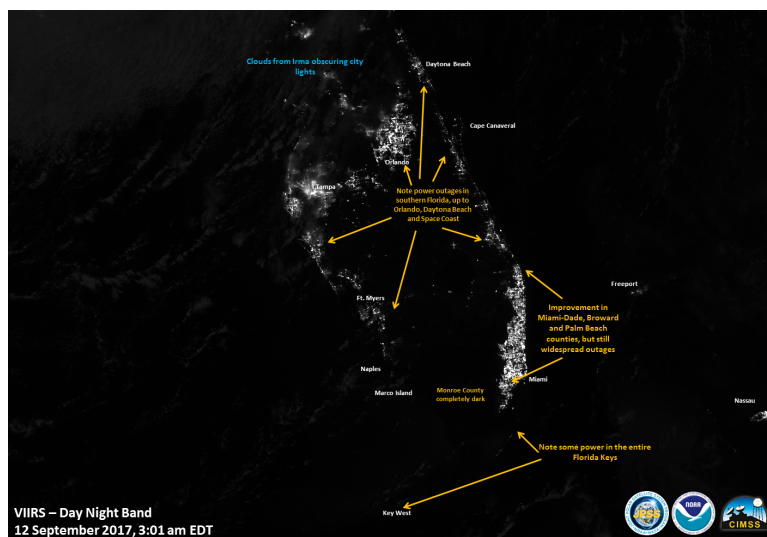 Clouds from Irma obscuring city
lights
Daytona Beach
Cape Canaveral
Orlando
Tampa
Note power outages in
southern Florida, up to
Orlando, Daytona Beach
and Space Coast
Freeport
Ft. Myers
Improvement in
Miami-Dade, Broward
and Palm Beach
counties, but still
widespread outages
Naples
Miami
Marco Island
Monroe County
completely dark
Nassau
Note some power in the entire
Florida Keys
Key West
VIIRS – Day Night Band
12 September 2017, 3:01 am EDT
JPSS
NOAA
CIMSS